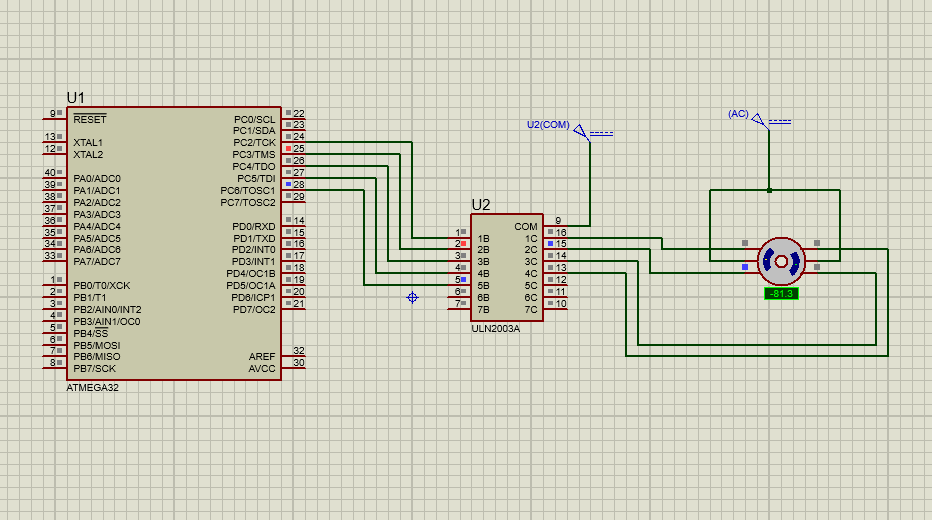 U1
9 RESET
13 XTAL1
12 XTAL2
40 PA0/ADC0
39 PA1/ADC1
38 PA2/ADC2
37 PA3/ADC3
36 PA4/ADC4
35 PA5/ADC5
34 PA6/ADC6
33 PA7/ADC7
1 PB0/T0/XCK
2 PB1/T1
3 PB2/AIN0/INT2
4 PB3/AIN1/OC0
5 PB4/SS
6 PB5/MOSI
7 PB6/MISO
8 PB7/SCK
PC0/SCL 22
PC1/SDA 23
PC2/TCK 24
PC3/TMS 25
PC4/TDO 26
PC5/TDI 27
PC6/TOSC1 28
PC7/TOSC2 29
PD0/RXD 14
PD1/TXD 15
PD2/INT0 16
PD3/INT1 17
PD4/OC1B 18
PD5/OC1A 19
PD6/ICP1 20
PD7/OC2 21
AREF 32
AVCC 30
ATMEGA32
U2(COM)
U2
1 1B
2 2B
3 3B
4 4B
5 5B
6 6B
7 7B
COM 9
1C 16
2C 15
3C 14
4C 13
5C 12
6C 11
7C 10
ULN2003A
(AC)
-81.3